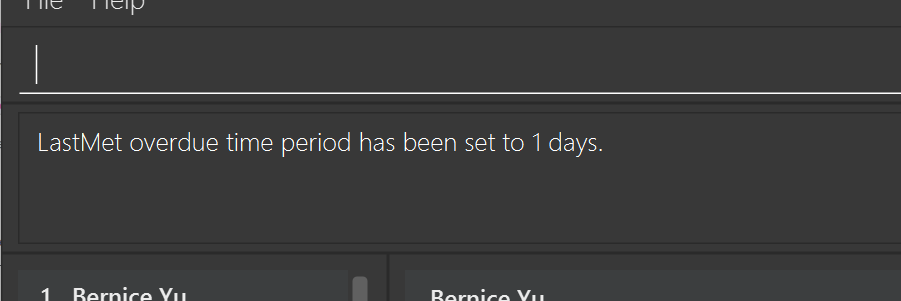 File Help
LastMet overdue time period has been set to 1 days.
1. Bernice Yu Bernice Yu